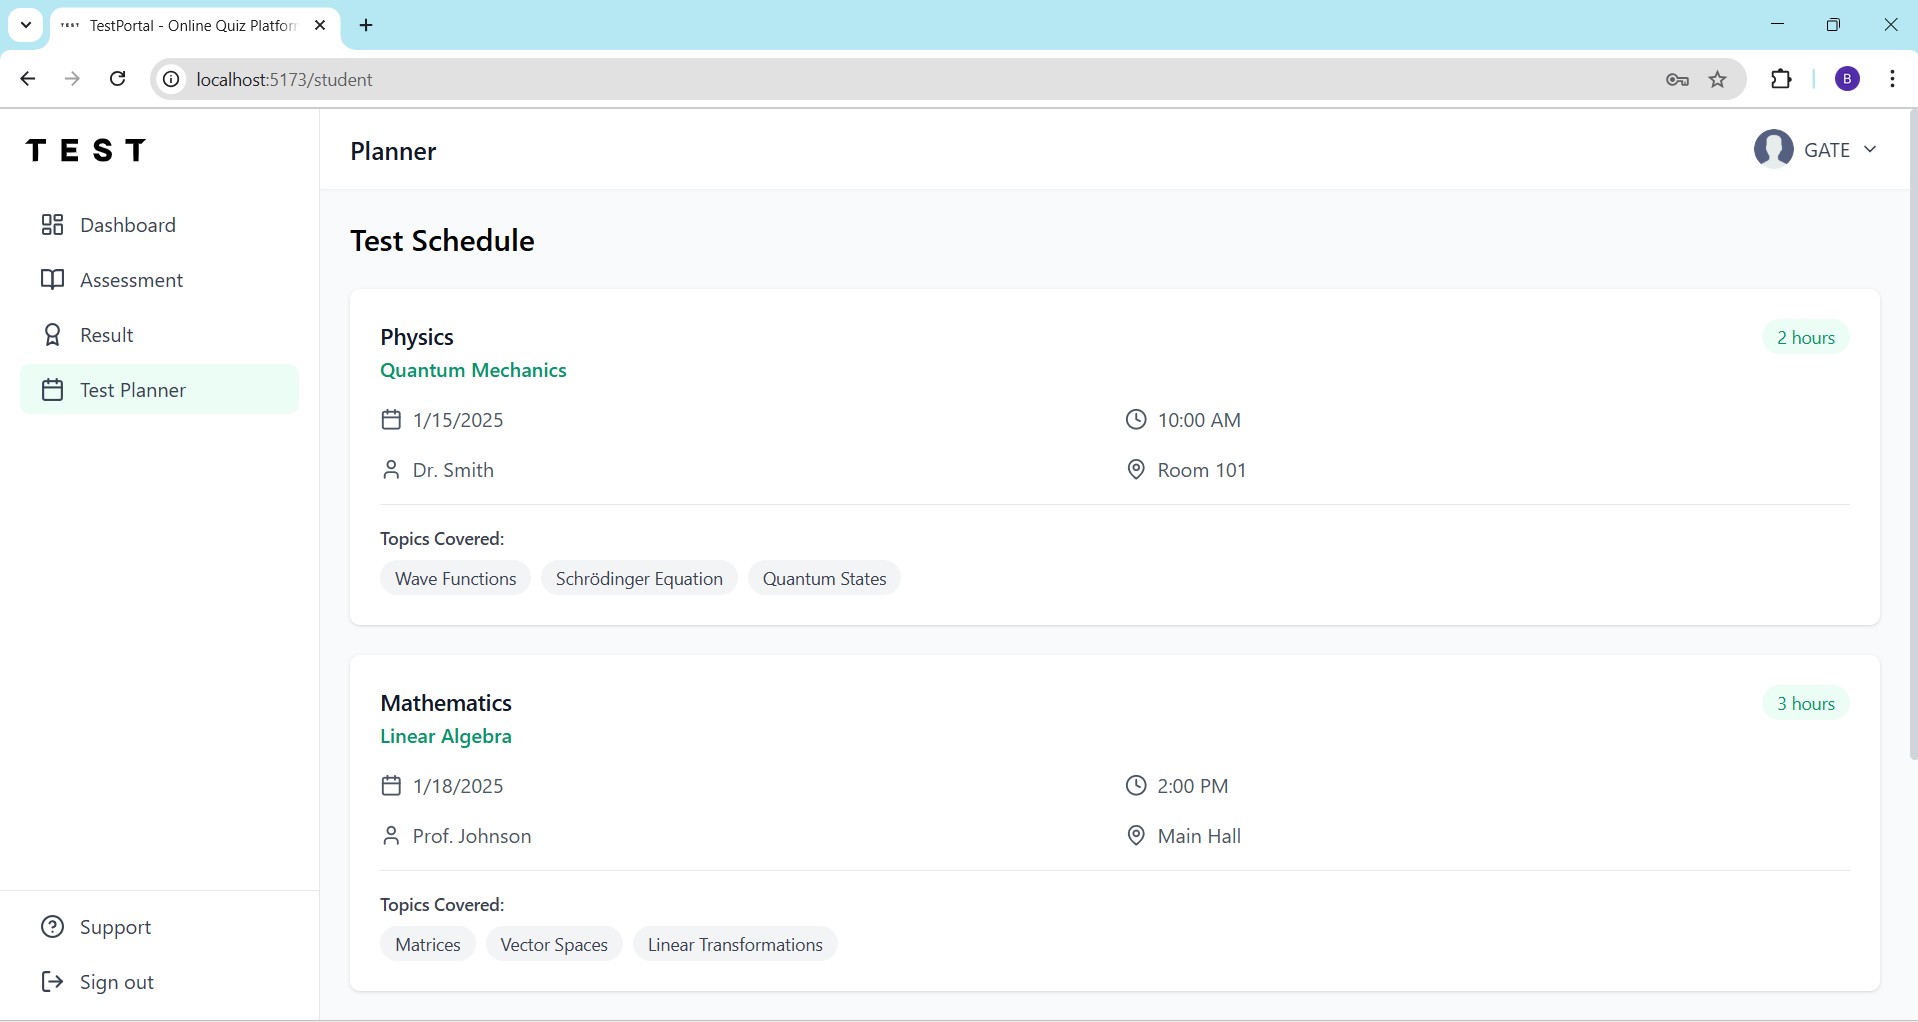 TEST TestPortal - Online Quiz Platforr
localhost:5173/student
B
TEST
Planner
GATE
Dashboard
Assessment
Result
Test Planner
Support
Sign out
Test Schedule
Physics
2 hours
Quantum Mechanics
1/15/2025
10:00 AM
Dr. Smith
Room 101
Topics Covered:
Wave Functions Schrödinger Equation Quantum States
Mathematics
3 hours
Linear Algebra
1/18/2025
2:00 PM
Prof. Johnson
Main Hall
Topics Covered:
Matrices Vector Spaces Linear Transformations